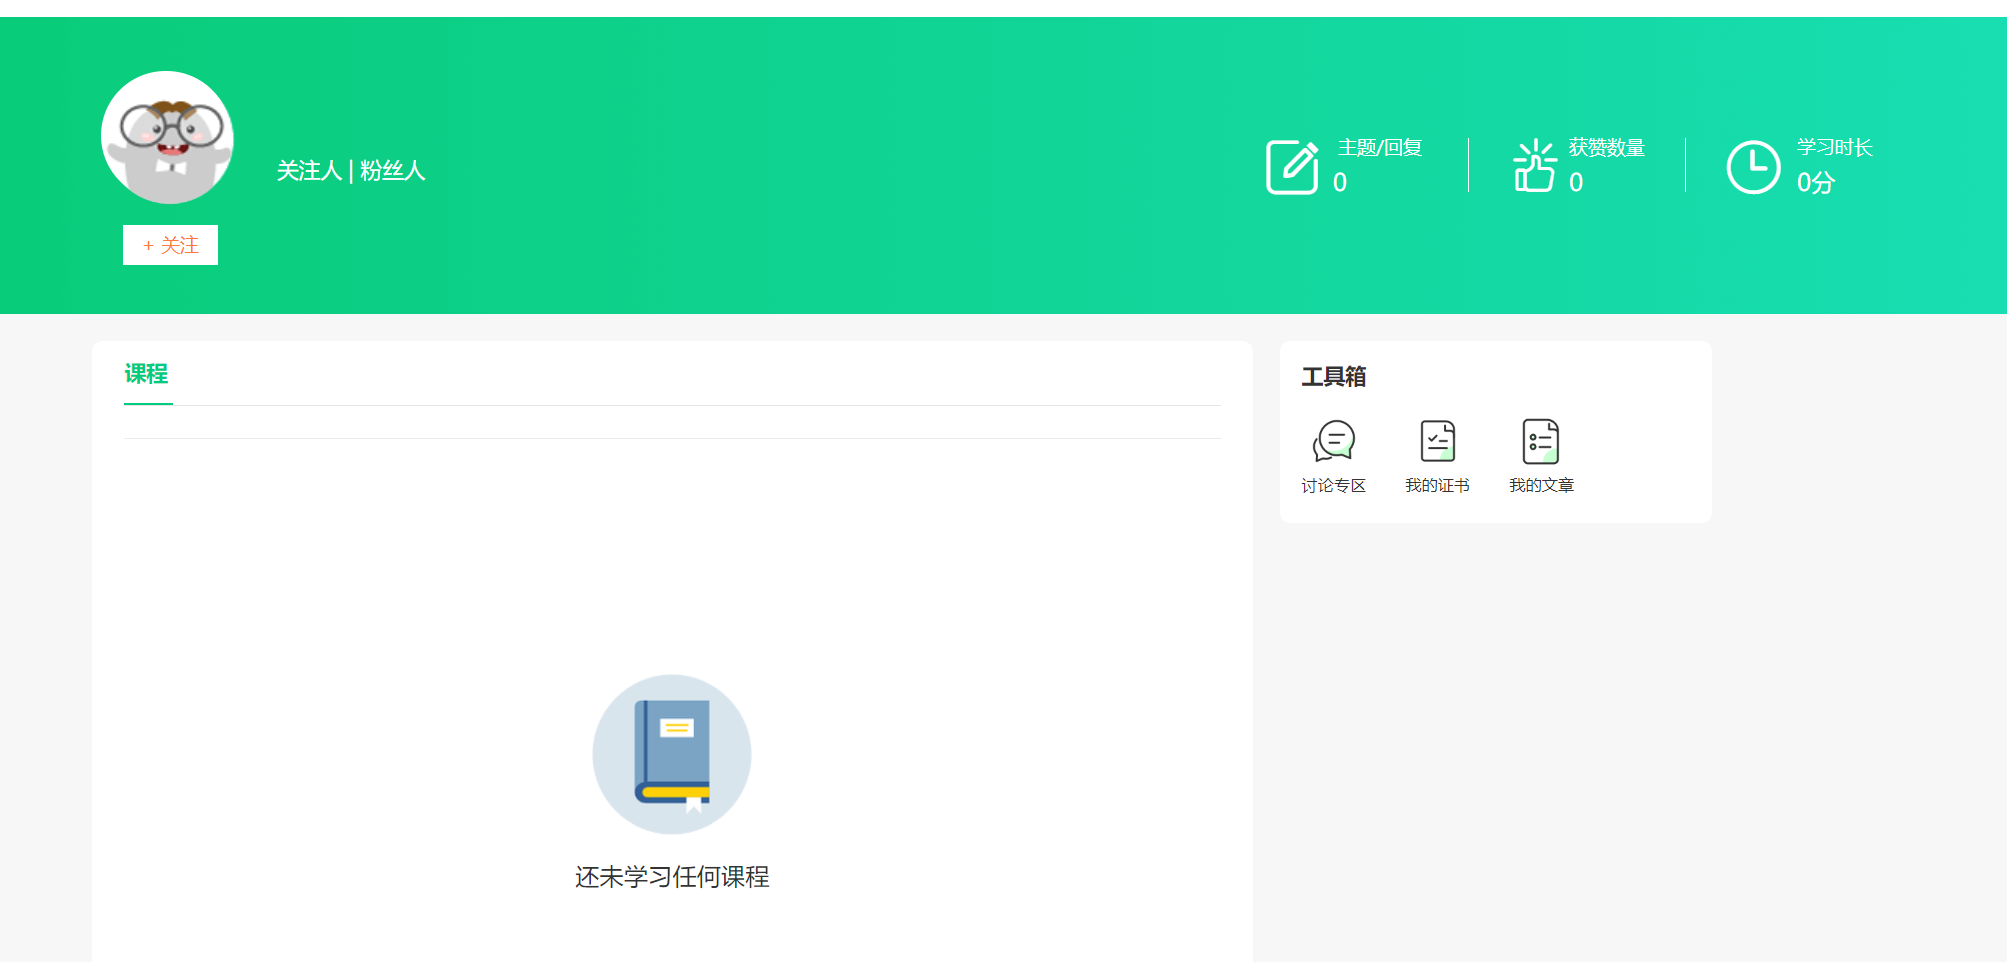 关注人 | 粉丝人
+ 关注
主题/回复
0
获赞数量
0
学习时长
0分
课程
还未学习任何课程
工具箱
讨论专区
我的证书
我的文章